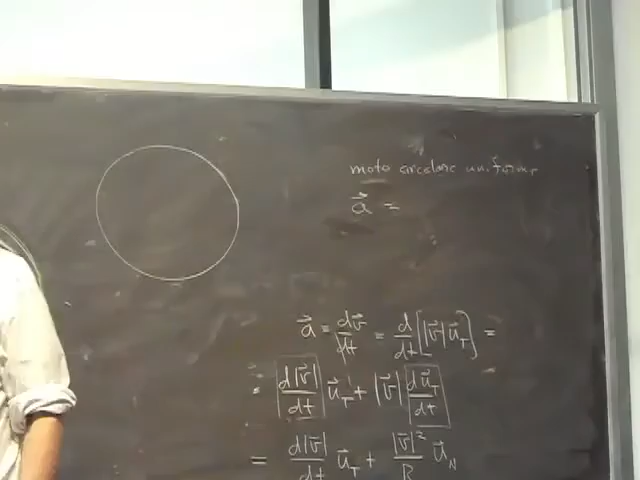 moto circolare uniforme
a⃗ =
a⃗ = dv⃗/dt = d/dt [|v⃗| u⃗_T] =
= d|v⃗|/dt u⃗_T + |v⃗| du⃗_T/dt
= d|v⃗|/dt u⃗_T + |v⃗|²/R u⃗_N